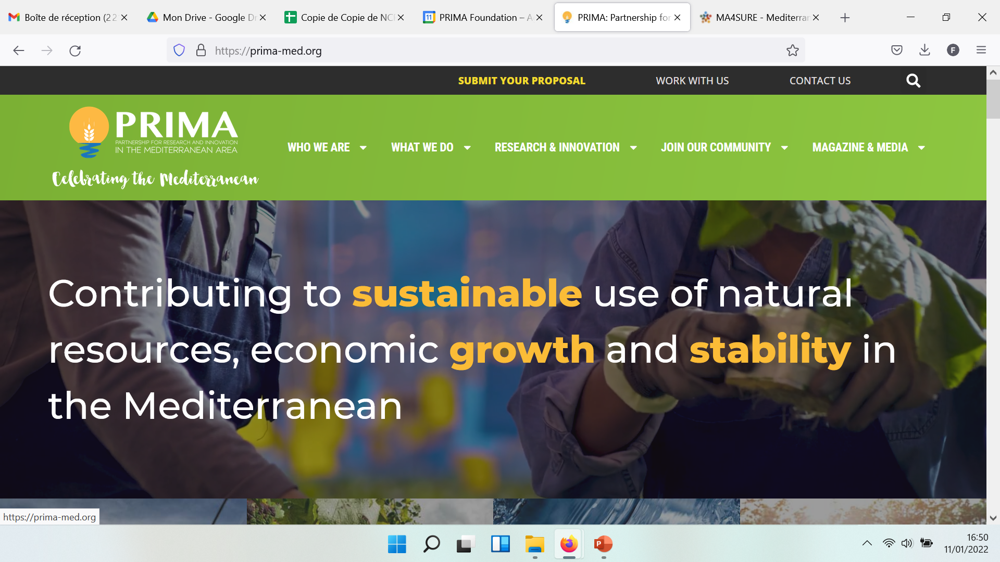 Boîte de réception (22
Mon Drive - Google Dr
Copie de Copie de NCP
PRIMA Foundation – A
PRIMA: Partnership for
MA4SURE - Mediterran
https://prima-med.org
F
SUBMIT YOUR PROPOSAL
WORK WITH US
CONTACT US
PRIMA
PARTNERSHIP FOR RESEARCH AND INNOVATION
IN THE MEDITERRANEAN AREA
Celebrating the Mediterranean
WHO WE ARE
WHAT WE DO
RESEARCH & INNOVATION
JOIN OUR COMMUNITY
MAGAZINE & MEDIA
Contributing to sustainable use of natural
resources, economic growth and stability in
the Mediterranean
https://prima-med.org
16:50
11/01/2022